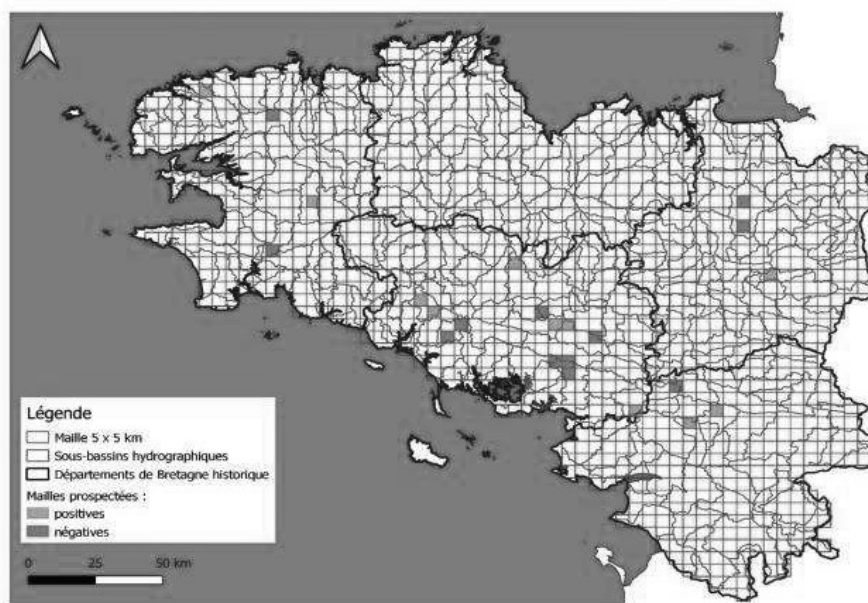 Légende
Maille 5 x 5 km
Sous-bassins hydrographiques
Départements de Bretagne historique
Mailles prospectées :
positives
négatives
0 25 50 km